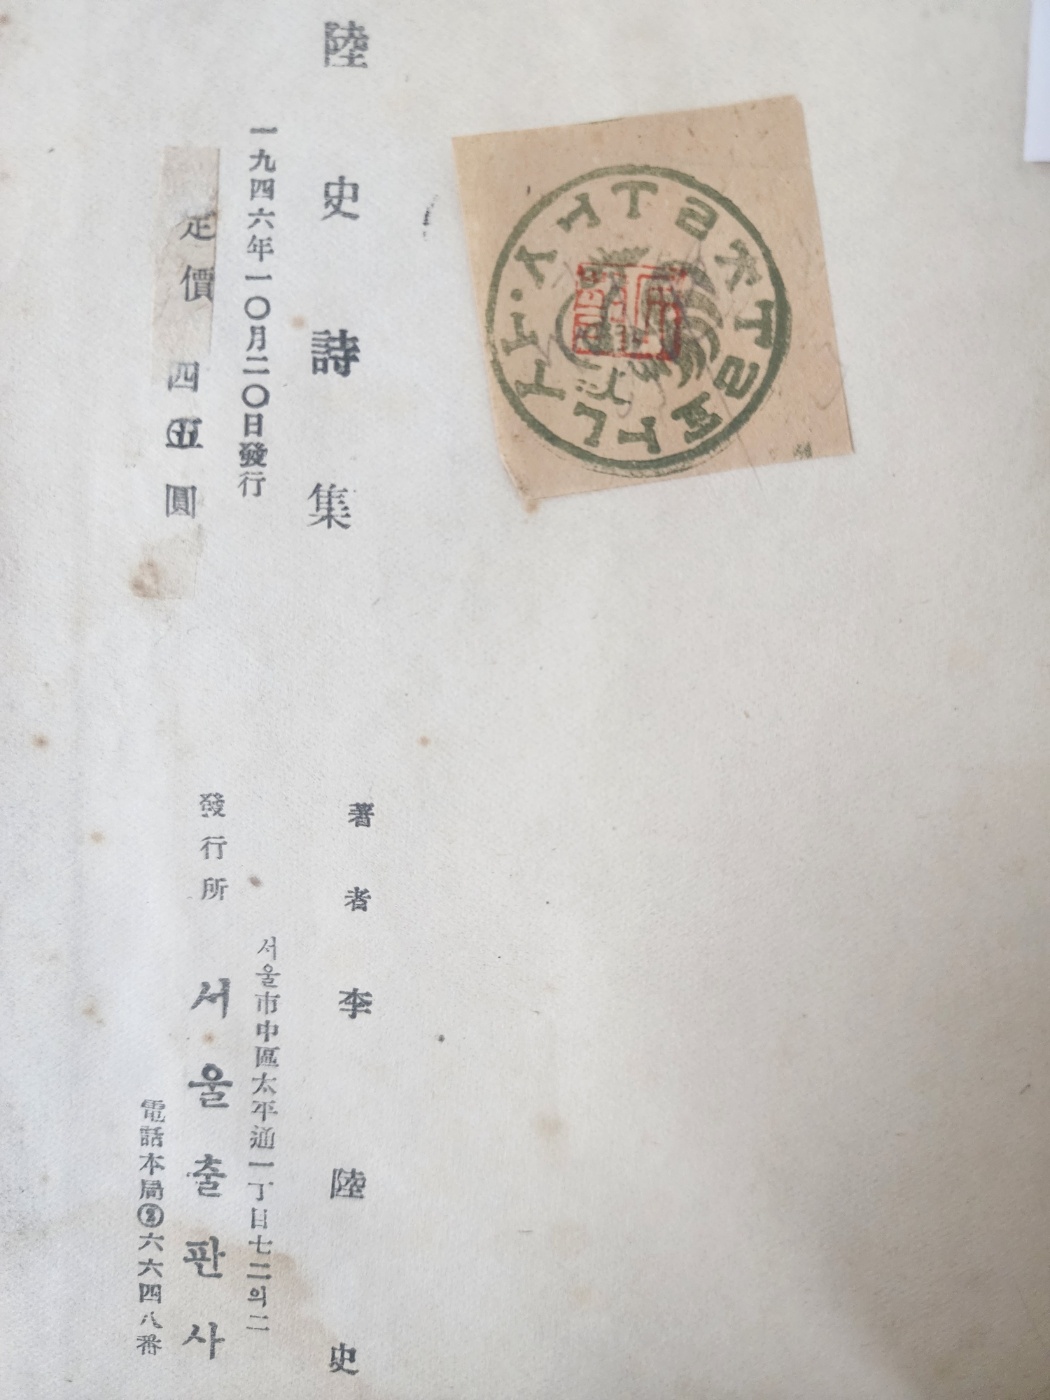 陸史詩集
一九四六年一〇月二〇日發行
定價 四五圓
著者 李陸史
서울市中區太平通一丁目七二의二
發行所 서울출판사
電話本局②六六四八番